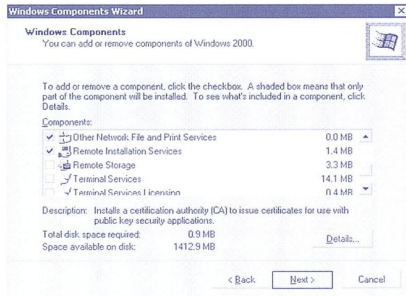 Windows Components Wizard
Windows Components
You can add or remove components of Windows 2000.
To add or remove a component, click the checkbox. A shaded box means that only
part of the component will be installed. To see what's included in a component, click
Details.
Components:
Other Network File and Print Services 0.0 MB
Remote Installation Services 1.4 MB
Remote Storage 3.3 MB
Terminal Services 14.1 MB
Terminal Services Licensing 0.4 MB
Description: Installs a certification authority (CA) to issue certificates for use with
public key security applications.
Total disk space required: 0.9 MB
Space available on disk: 1412.9 MB
Details...
< Back Next > Cancel